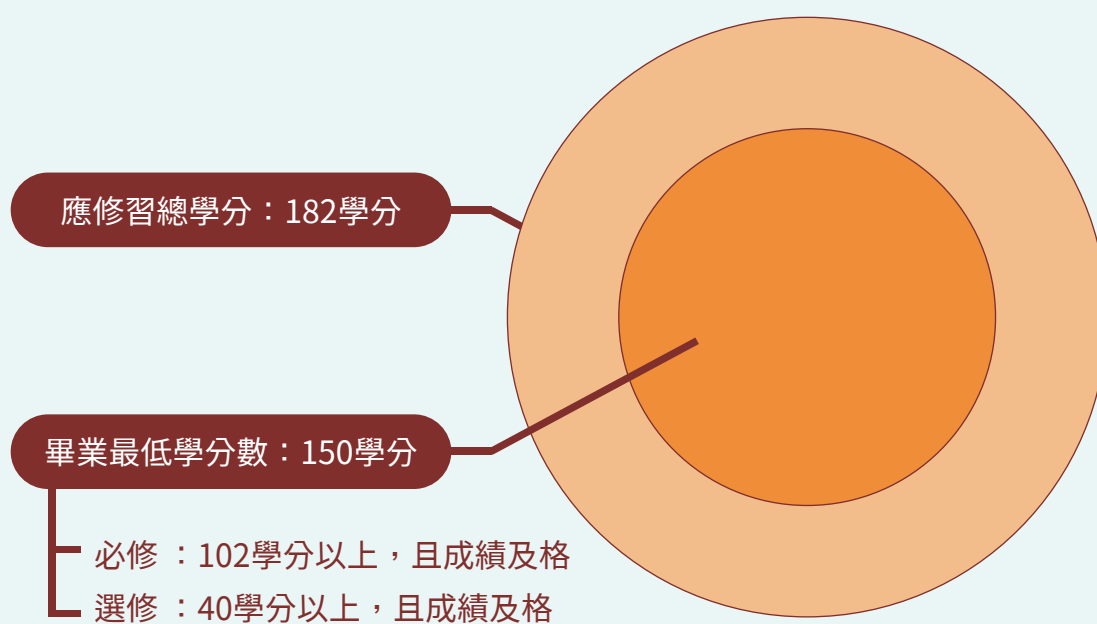 應修習總學分：182學分
畢業最低學分數：150學分
必修 ：102學分以上，且成績及格
選修 ：40學分以上，且成績及格